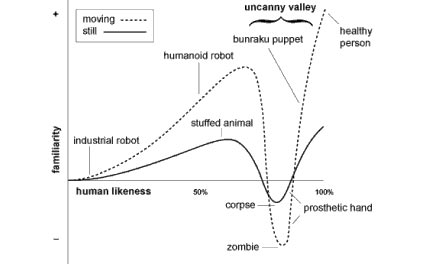 uncanny valley
+
moving
still
healthy
person
bunraku puppet
humanoid robot
stuffed animal
industrial robot
familiarity
human likeness
50%
100%
corpse
prosthetic hand
zombie
–